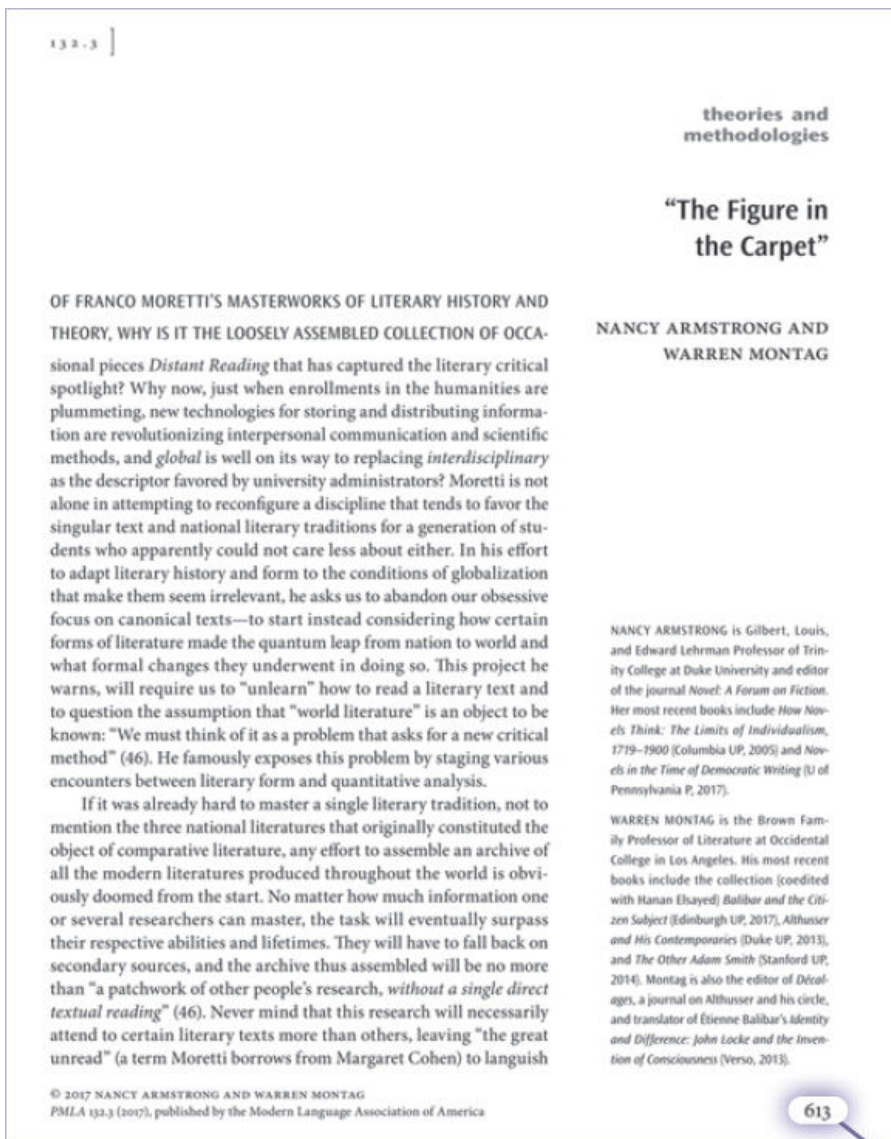 132.3 ]
theories and
methodologies
“The Figure in
the Carpet”
NANCY ARMSTRONG AND
WARREN MONTAG
OF FRANCO MORETTI’S MASTERWORKS OF LITERARY HISTORY AND
THEORY, WHY IS IT THE LOOSELY ASSEMBLED COLLECTION OF OCCA-
sional pieces Distant Reading that has captured the literary critical
spotlight? Why now, just when enrollments in the humanities are
plummeting, new technologies for storing and distributing informa-
tion are revolutionizing interpersonal communication and scientific
methods, and global is well on its way to replacing interdisciplinary
as the descriptor favored by university administrators? Moretti is not
alone in attempting to reconfigure a discipline that tends to favor the
singular text and national literary traditions for a generation of stu-
dents who apparently could not care less about either. In his effort
to adapt literary history and form to the conditions of globalization
that make them seem irrelevant, he asks us to abandon our obsessive
focus on canonical texts—to start instead considering how certain
forms of literature made the quantum leap from nation to world and
what formal changes they underwent in doing so. This project he
warns, will require us to “unlearn” how to read a literary text and
to question the assumption that “world literature” is an object to be
known: “We must think of it as a problem that asks for a new critical
method” (46). He famously exposes this problem by staging various
encounters between literary form and quantitative analysis.
If it was already hard to master a single literary tradition, not to
mention the three national literatures that originally constituted the
object of comparative literature, any effort to assemble an archive of
all the modern literatures produced throughout the world is obvi-
ously doomed from the start. No matter how much information one
or several researchers can master, the task will eventually surpass
their respective abilities and lifetimes. They will have to fall back on
secondary sources, and the archive thus assembled will be no more
than “a patchwork of other people’s research, without a single direct
textual reading” (46). Never mind that this research will necessarily
attend to certain literary texts more than others, leaving “the great
unread” (a term Moretti borrows from Margaret Cohen) to languish
NANCY ARMSTRONG is Gilbert, Louis,
and Edward Lehrman Professor of Trin-
ity College at Duke University and editor
of the journal Novel: A Forum on Fiction.
Her most recent books include How Nov-
els Think: The Limits of Individualism,
1719–1900 (Columbia UP, 2005) and Nov-
els in the Time of Democratic Writing (U of
Pennsylvania P, 2017).
WARREN MONTAG is the Brown Fam-
ily Professor of Literature at Occidental
College in Los Angeles. His most recent
books include the collection (coedited
with Hanan Elsayed) Balibar and the Citi-
zen Subject (Edinburgh UP, 2017), Althusser
and His Contemporaries (Duke UP, 2013),
and The Other Adam Smith (Stanford UP,
2014). Montag is also the editor of Décal-
ages, a journal on Althusser and his circle,
and translator of Étienne Balibar’s Identity
and Difference: John Locke and the Inven-
tion of Consciousness (Verso, 2013).
© 2017 NANCY ARMSTRONG AND WARREN MONTAG
PMLA 132.3 (2017), published by the Modern Language Association of America
613